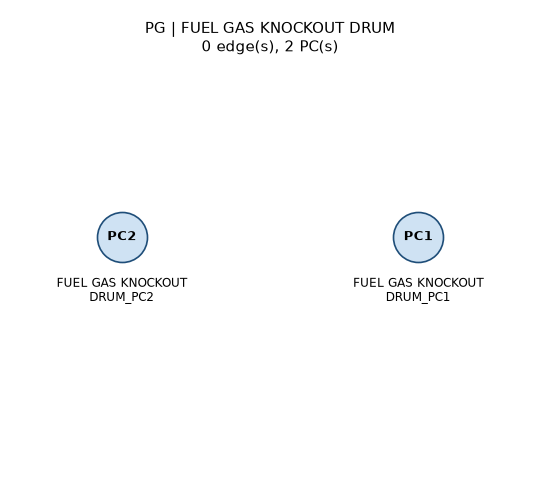 PG | FUEL GAS KNOCKOUT DRUM
0 edge(s), 2 PC(s)
PC2
PC1
FUEL GAS KNOCKOUT
DRUM_PC2
FUEL GAS KNOCKOUT
DRUM_PC1